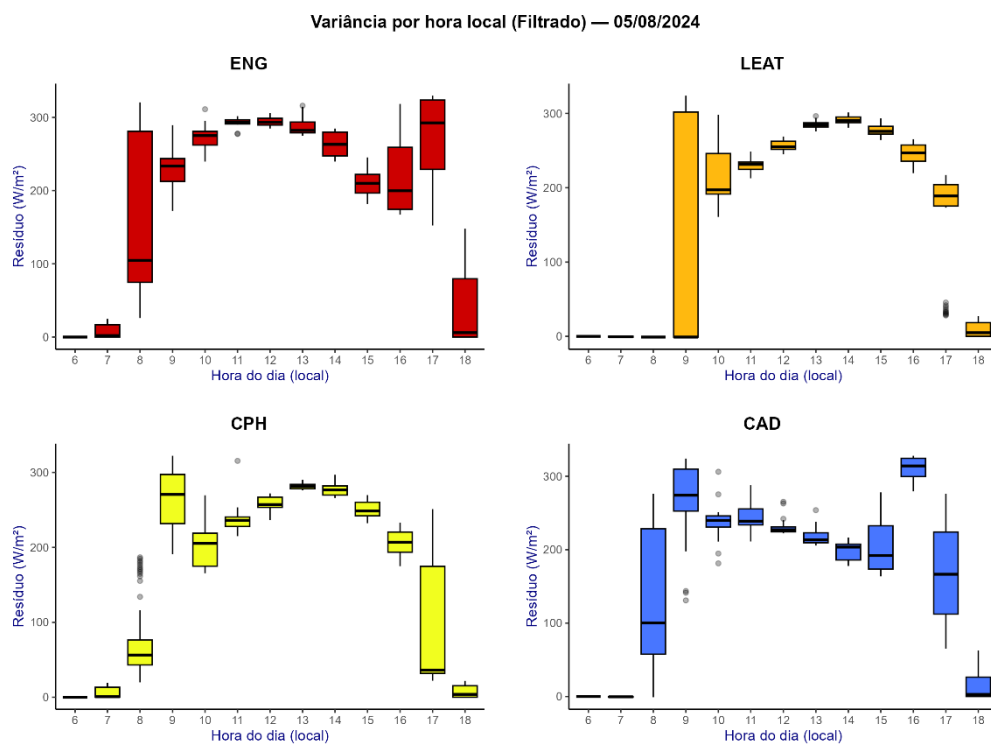 Variância por hora local (Filtrado) — 05/08/2024
ENG
Resíduo (W/m²)
300
200
100
0
6 7 8 9 10 11 12 13 14 15 16 17 18
Hora do dia (local)
LEAT
Resíduo (W/m²)
300
200
100
0
6 7 8 9 10 11 12 13 14 15 16 17 18
Hora do dia (local)
CPH
Resíduo (W/m²)
300
200
100
0
6 7 8 9 10 11 12 13 14 15 16 17 18
Hora do dia (local)
CAD
Resíduo (W/m²)
300
200
100
0
6 7 8 9 10 11 12 13 14 15 16 17 18
Hora do dia (local)